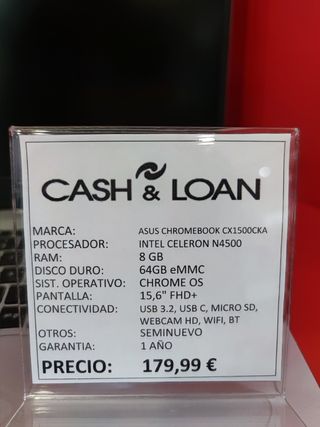 CASH & LOAN
MARCA: ASUS CHROMEBOOK CX1500CKA
PROCESADOR: INTEL CELERON N4500
RAM: 8 GB
DISCO DURO: 64GB eMMC
SIST. OPERATIVO: CHROME OS
PANTALLA: 15,6" FHD+
CONECTIVIDAD: USB 3.2, USB C, MICRO SD,
WEBCAM HD, WIFI, BT
OTROS: SEMINUEVO
GARANTIA: 1 AÑO
PRECIO: 179,99 €